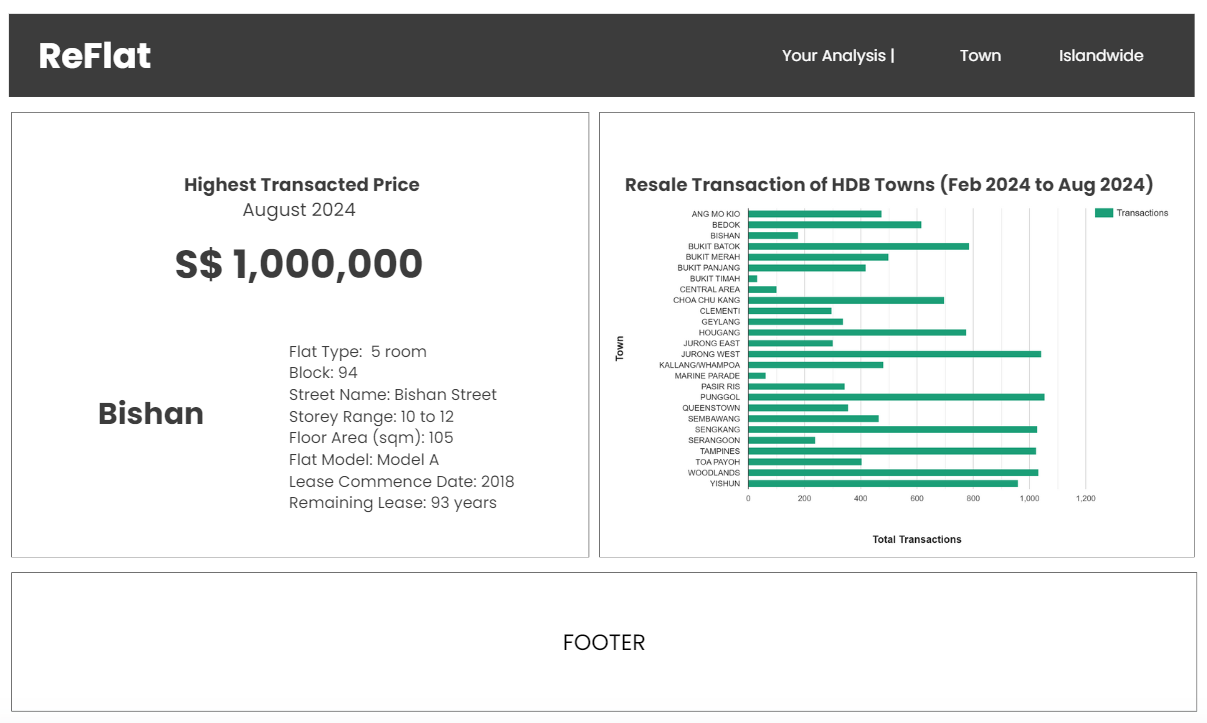 ReFlat
Your Analysis |
Town
Islandwide
Highest Transacted Price
August 2024
S$ 1,000,000
Bishan
Flat Type:  5 room
Block: 94
Street Name: Bishan Street
Storey Range: 10 to 12
Floor Area (sqm): 105
Flat Model: Model A
Lease Commence Date: 2018
Remaining Lease: 93 years
Resale Transaction of HDB Towns (Feb 2024 to Aug 2024)
Transactions
Town
ANG MO KIO
BEDOK
BISHAN
BUKIT BATOK
BUKIT MERAH
BUKIT PANJANG
BUKIT TIMAH
CENTRAL AREA
CHOA CHU KANG
CLEMENTI
GEYLANG
HOUGANG
JURONG EAST
JURONG WEST
KALLANG/WHAMPOA
MARINE PARADE
PASIR RIS
PUNGGOL
QUEENSTOWN
SEMBAWANG
SENGKANG
SERANGOON
TAMPINES
TOA PAYOH
WOODLANDS
YISHUN
0 200 400 600 800 1,000 1,200
Total Transactions
FOOTER